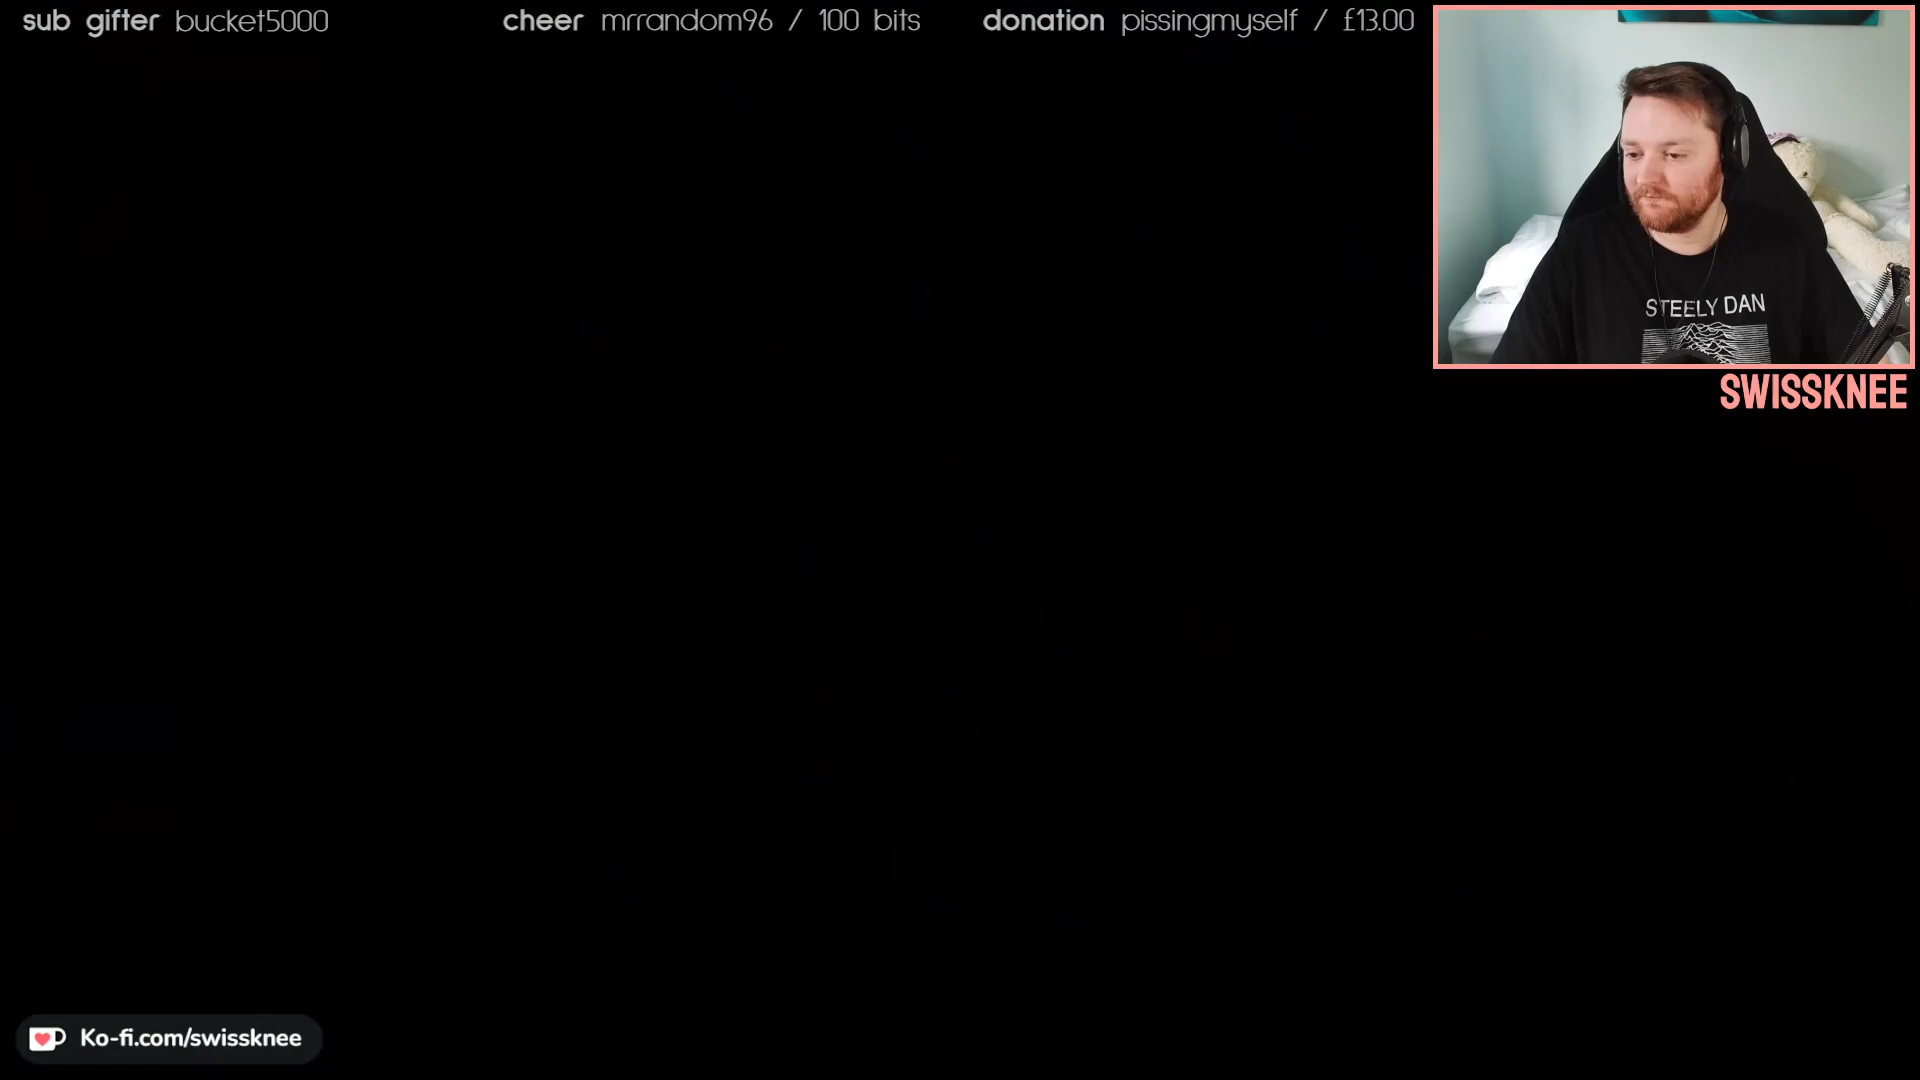 sub gifter bucket5000
cheer mrrandom96 / 100 bits
donation pissingmyself / £13.00
STEELY DAN
SWISSKNEE
Ko-fi.com/swissknee